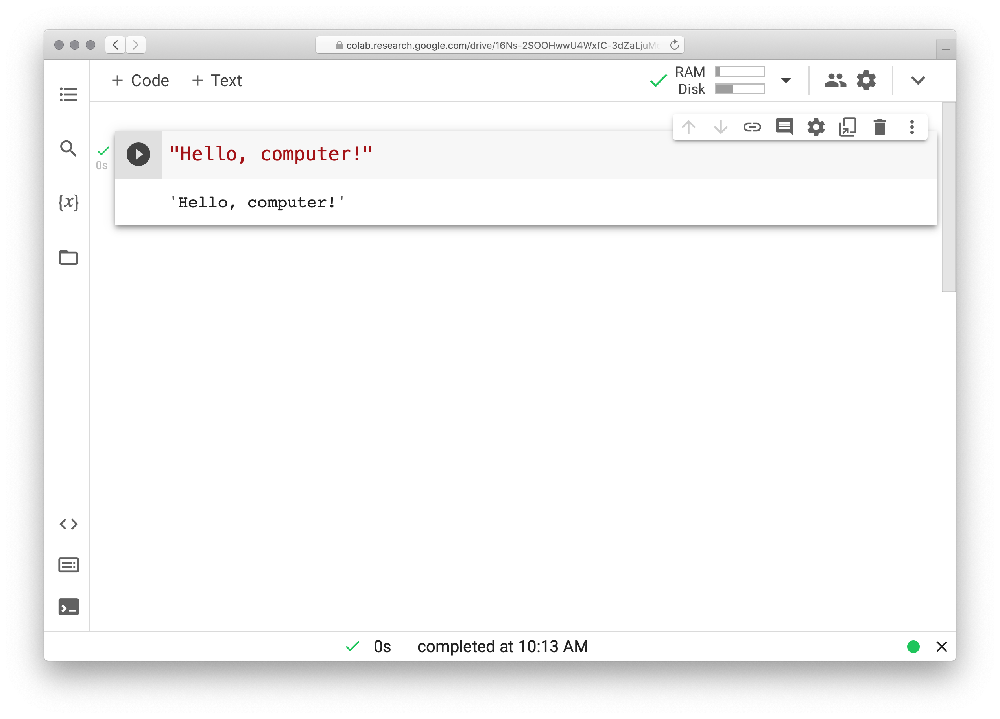 colab.research.google.com/drive/16Ns-2SOOHwwU4WxfC-3dZaLjuM
+ Code + Text
RAM
Disk
"Hello, computer!"
0s
'Hello, computer!'
{x}
0s completed at 10:13 AM